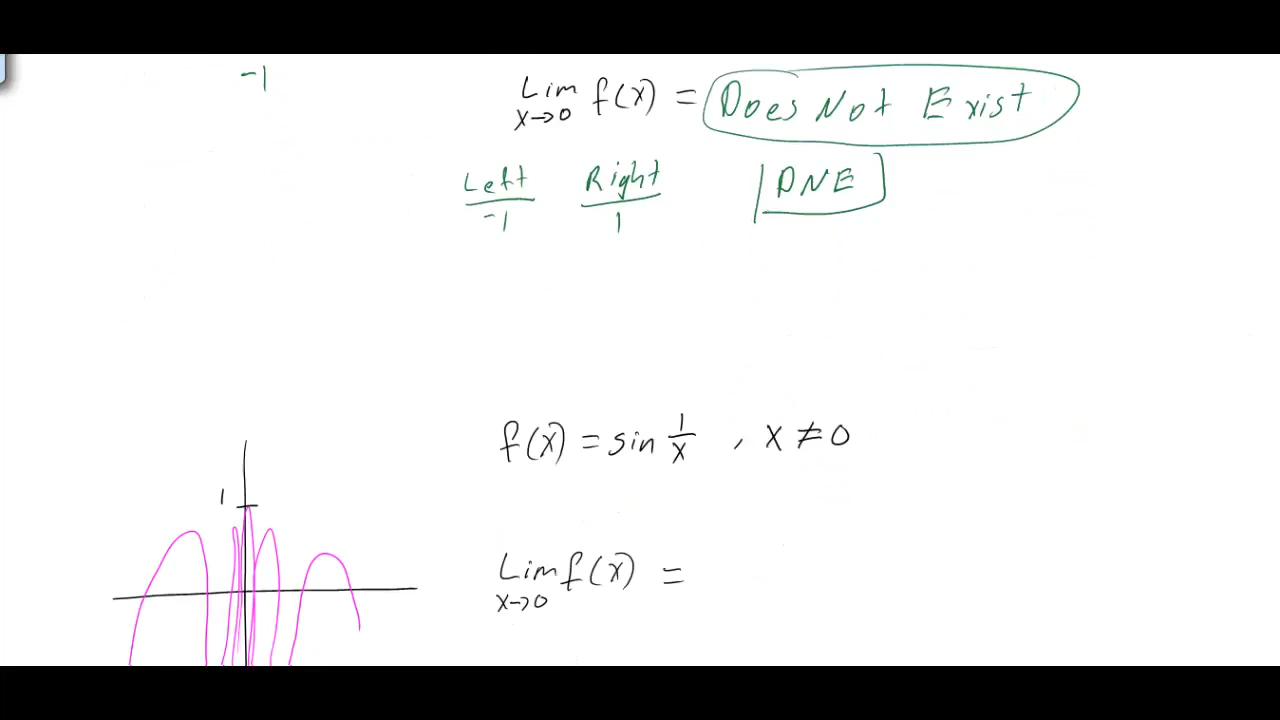 -1
Lim f(x) = Does Not Exist
x→0
Left Right DNE
-1 1
f(x) = sin 1/x , x ≠ 0
1
Lim f(x) =
x→0